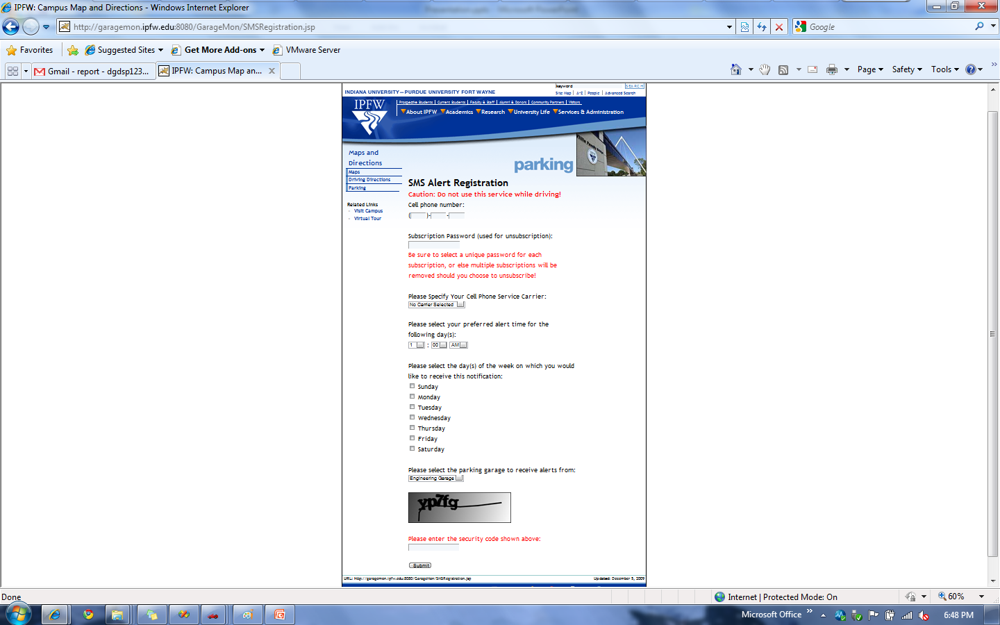 IPFW: Campus Map and Directions - Windows Internet Explorer
http://garagemon.ipfw.edu:8080/GarageMon/SMSRegistration.jsp
Google
Favorites
Suggested Sites
Get More Add-ons
VMware Server
Gmail - report - dgdsp123...
IPFW: Campus Map an...
Page
Safety
Tools
keyword
SEARCH
INDIANA UNIVERSITY—PURDUE UNIVERSITY FORT WAYNE
Site Map | A-Z | People | Advanced Search
IPFW
Prospective Students | Current Students | Faculty & Staff | Alumni & Donors | Community Partners | Visitors
About IPFW Academics Research University Life Services & Administration
Maps and
Directions
Maps
Driving Directions
Parking
Related Links
Visit Campus
Virtual Tour
parking
SMS Alert Registration
Caution: Do not use this service while driving!
Cell phone number:
( )- -
Subscription Password (used for unsubscription):
Be sure to select a unique password for each
subscription, or else multiple subscriptions will be
removed should you choose to unsubscribe!
Please Specify Your Cell Phone Service Carrier:
No Carrier Selected
Please select your preferred alert time for the
following day(s):
1 : 00 AM
Please select the day(s) of the week on which you would
like to receive this notification:
Sunday
Monday
Tuesday
Wednesday
Thursday
Friday
Saturday
Please select the parking garage to receive alerts from:
Engineering Garage
yp7fg
Please enter the security code shown above:
Submit
URL: http://garagemon.ipfw.edu:8080/GarageMon/SMSRegistration.jsp
Updated: December 5, 2009
Done
Internet | Protected Mode: On
60%
Microsoft Office
6:48 PM